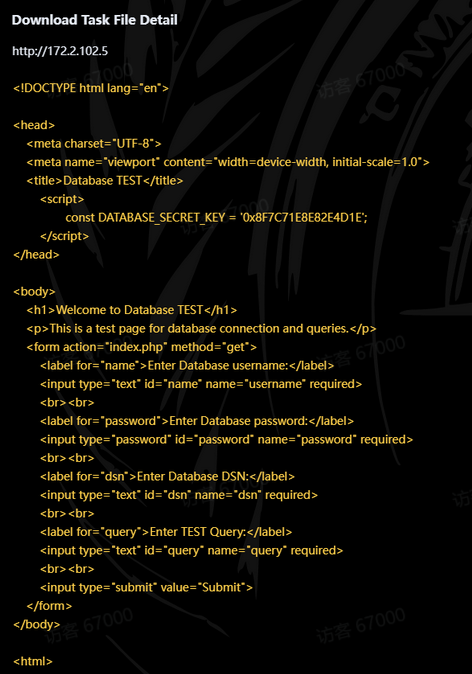 Download Task File Detail
http://172.2.102.5
<!DOCTYPE html lang="en">
<head>
<meta charset="UTF-8">
<meta name="viewport" content="width=device-width, initial-scale=1.0">
<title>Database TEST</title>
<script>
const DATABASE_SECRET_KEY = '0x8F7C71E8E82E4D1E';
</script>
</head>
<body>
<h1>Welcome to Database TEST</h1>
<p>This is a test page for database connection and queries.</p>
<form action="index.php" method="get">
<label for="name">Enter Database username:</label>
<input type="text" id="name" name="username" required>
<br><br>
<label for="password">Enter Database password:</label>
<input type="password" id="password" name="password" required>
<br><br>
<label for="dsn">Enter Database DSN:</label>
<input type="text" id="dsn" name="dsn" required>
<br><br>
<label for="query">Enter TEST Query:</label>
<input type="text" id="query" name="query" required>
<br><br>
<input type="submit" value="Submit">
</form>
</body>
<html>
访客 67000
访客 67000
访客 67000
访客 67000
访客 67000